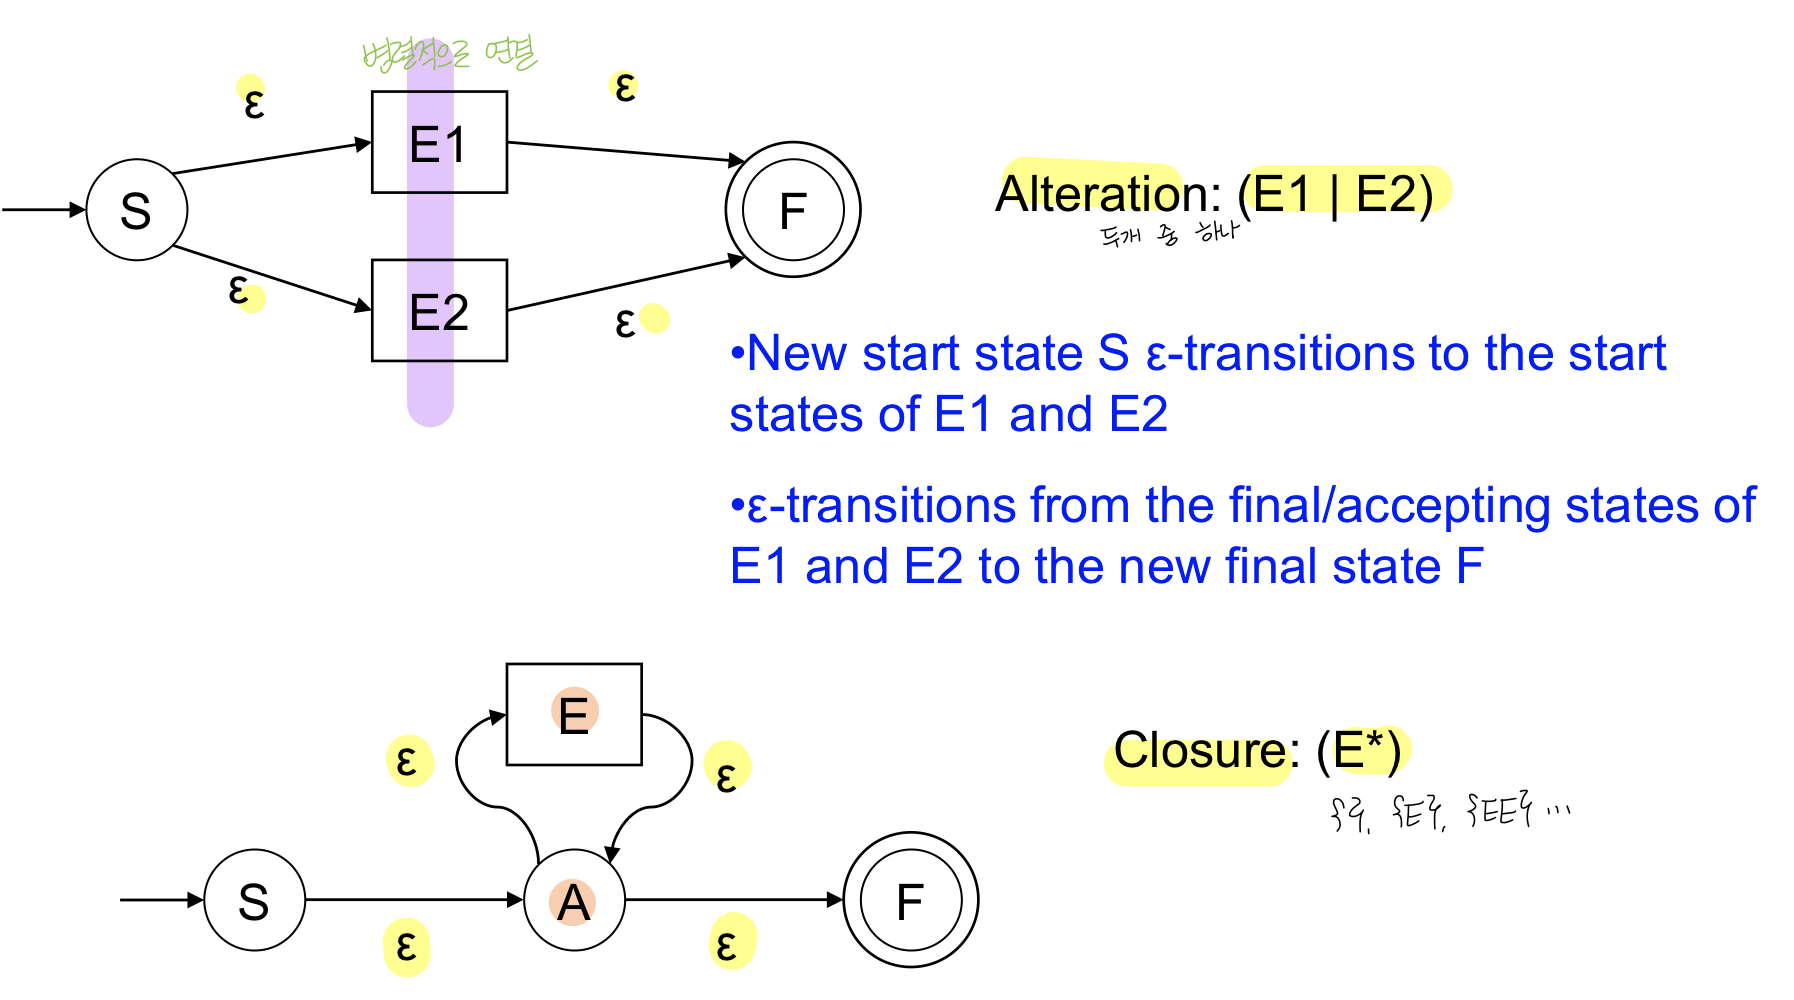 병렬적으로 연결
ε ε
E1
S F
Alteration: (E1 | E2)
두개 중 하나
ε E2 ε
•New start state S ε-transitions to the start
states of E1 and E2
•ε-transitions from the final/accepting states of
E1 and E2 to the new final state F
E
ε ε
Closure: (E*)
{ }, {E}, {EE} ...
S A F
ε ε